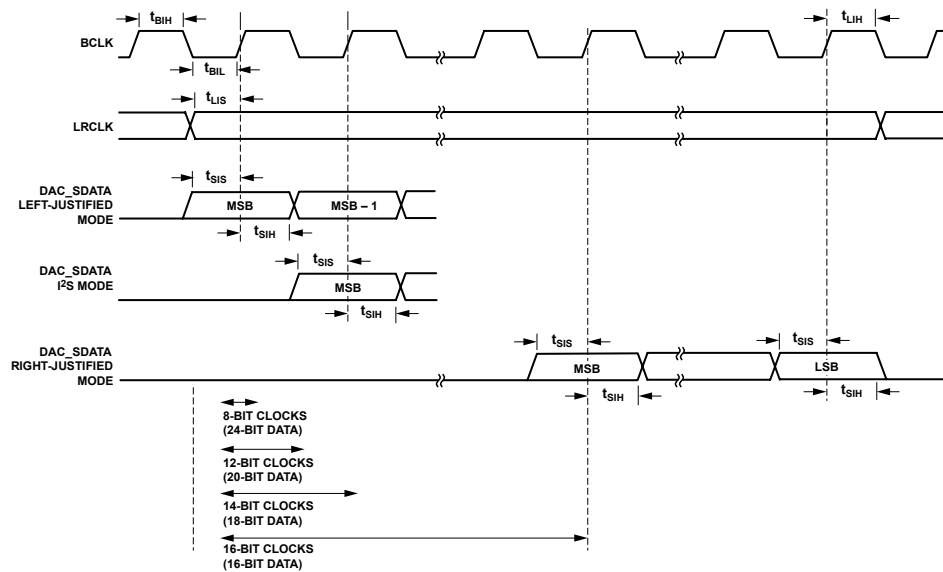 tBIH
tLIH
BCLK
tBIL
tLIS
LRCLK
tSIS
DAC_SDATA
LEFT-JUSTIFIED
MODE
MSB
MSB – 1
tSIH
tSIS
DAC_SDATA
I2S MODE
MSB
tSIH
DAC_SDATA
RIGHT-JUSTIFIED
MODE
tSIS
tSIS
MSB
LSB
tSIH
tSIH
8-BIT CLOCKS
(24-BIT DATA)
12-BIT CLOCKS
(20-BIT DATA)
14-BIT CLOCKS
(18-BIT DATA)
16-BIT CLOCKS
(16-BIT DATA)